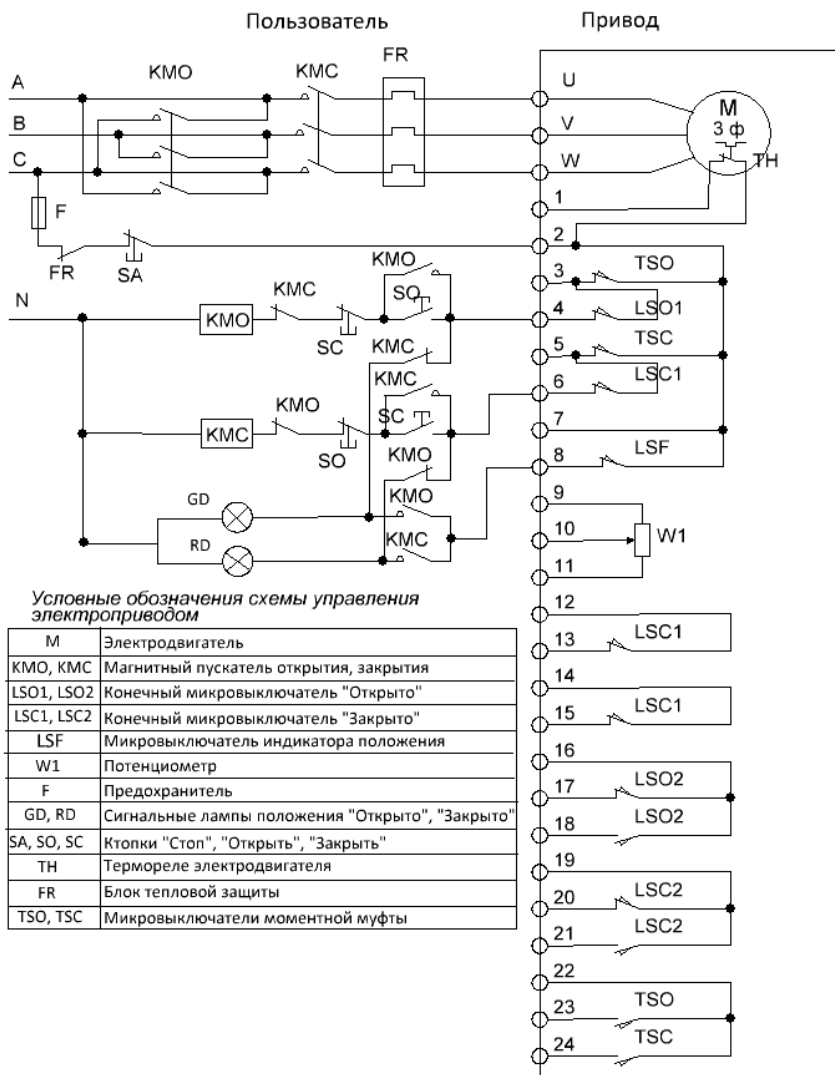 Пользователь
Привод
KMO
KMC
FR
A
B
C
U
V
W
M
3 ф
TH
1
F
2
FR
SA
3
TSO
KMO
SO
N
KMO
KMC
SC
4
LSO1
5
TSC
KMC
KMC
6
LSC1
KMC
KMO
SO
SC
7
KMO
8
LSF
GD
KMO
9
RD
KMC
10
W1
11
Условные обозначения схемы управления
электроприводом
M Электродвигатель
KMO, KMC Магнитный пускатель открытия, закрытия
LSO1, LSO2 Конечный микровыключатель "Открыто"
LSC1, LSC2 Конечный микровыключатель "Закрыто"
LSF Микровыключатель индикатора положения
W1 Потенциометр
F Предохранитель
GD, RD Сигнальные лампы положения "Открыто", "Закрыто"
SA, SO, SC Ктопки "Стоп", "Открыть", "Закрыть"
TH Термореле электродвигателя
FR Блок тепловой защиты
TSO, TSC Микровыключатели моментной муфты
12
13
LSC1
14
15
LSC1
16
17
LSO2
18
LSO2
19
20
LSC2
21
LSC2
22
23
TSO
24
TSC